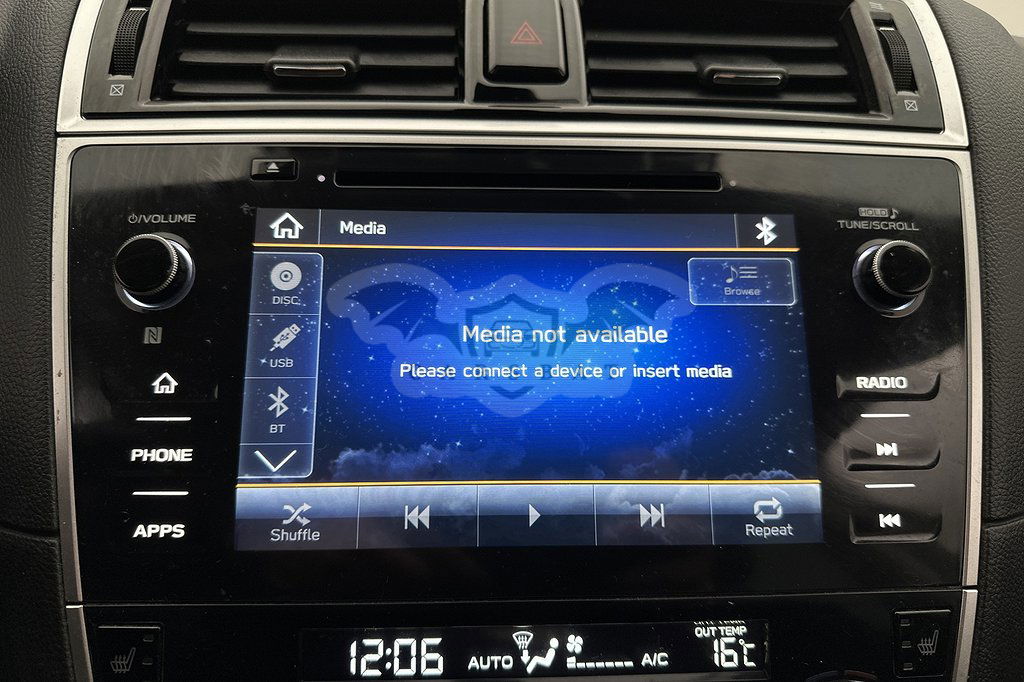 ⏻/VOLUME
HOLD ♪
TUNE/SCROLL
Media
DISC
Browse
Media not available
USB
Please connect a device or insert media
RADIO
BT
PHONE
Shuffle
Repeat
APPS
OUT TEMP
12:06
AUTO
A/C
16℃